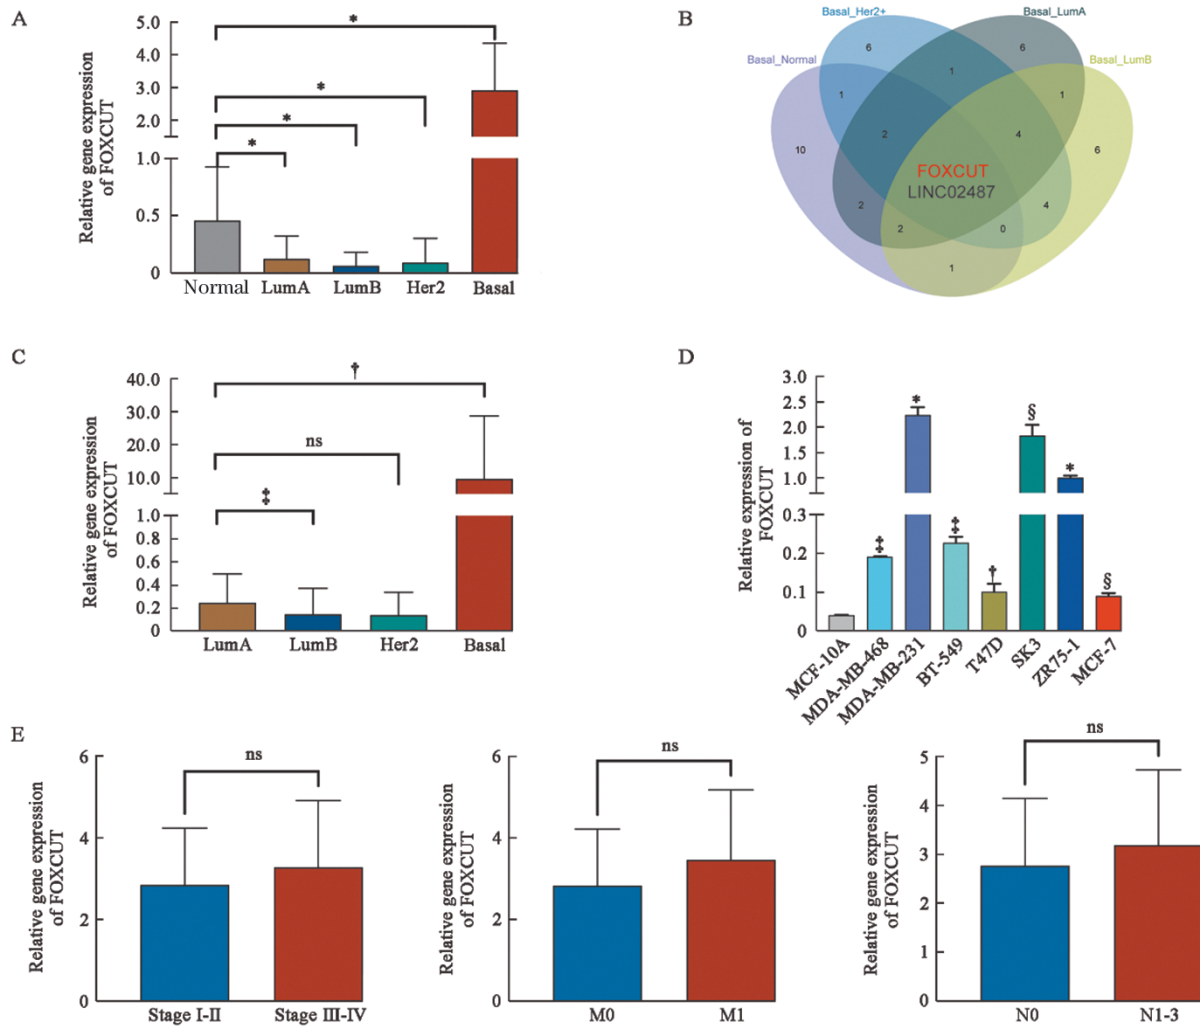 A
Relative gene expression
of FOXCUT
5.0
4.0
3.0
2.0
1.0
0.5
0
*
*
*
*
Normal
LumA
LumB
Her2
Basal
B
Basal_Her2+
Basal_LumA
Basal_Normal
Basal_LumB
6
6
1
1
1
10
2
4
6
FOXCUT
LINC02487
2
4
2
0
1
C
Relative gene expression
of FOXCUT
40.0
30.0
20.0
10.0
1.0
0.8
0.6
0.4
0.2
0
†
ns
‡
LumA
LumB
Her2
Basal
D
Relative expression of
FOXCUT
3.0
2.5
2.0
1.5
1.0
0.3
0.2
0.1
0
‡
*
‡
†
§
*
§
MCF-10A
MDA-MB-468
MDA-MB-231
BT-549
T47D
SK3
ZR75-1
MCF-7
E
Relative gene expression
of FOXCUT
6
4
2
0
ns
Stage I-II
Stage III-IV
Relative gene expression
of FOXCUT
6
4
2
0
ns
M0
M1
Relative gene expression
of FOXCUT
5
4
3
2
1
0
ns
N0
N1-3